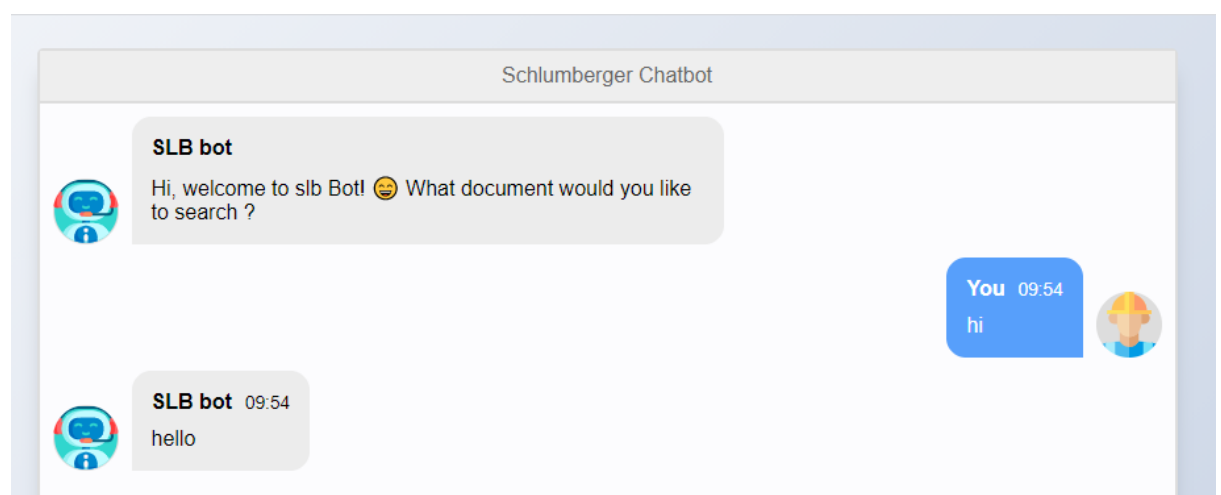 Schlumberger Chatbot
SLB bot
Hi, welcome to slb Bot! 😄 What document would you like
to search ?
You 09:54
hi
SLB bot 09:54
hello